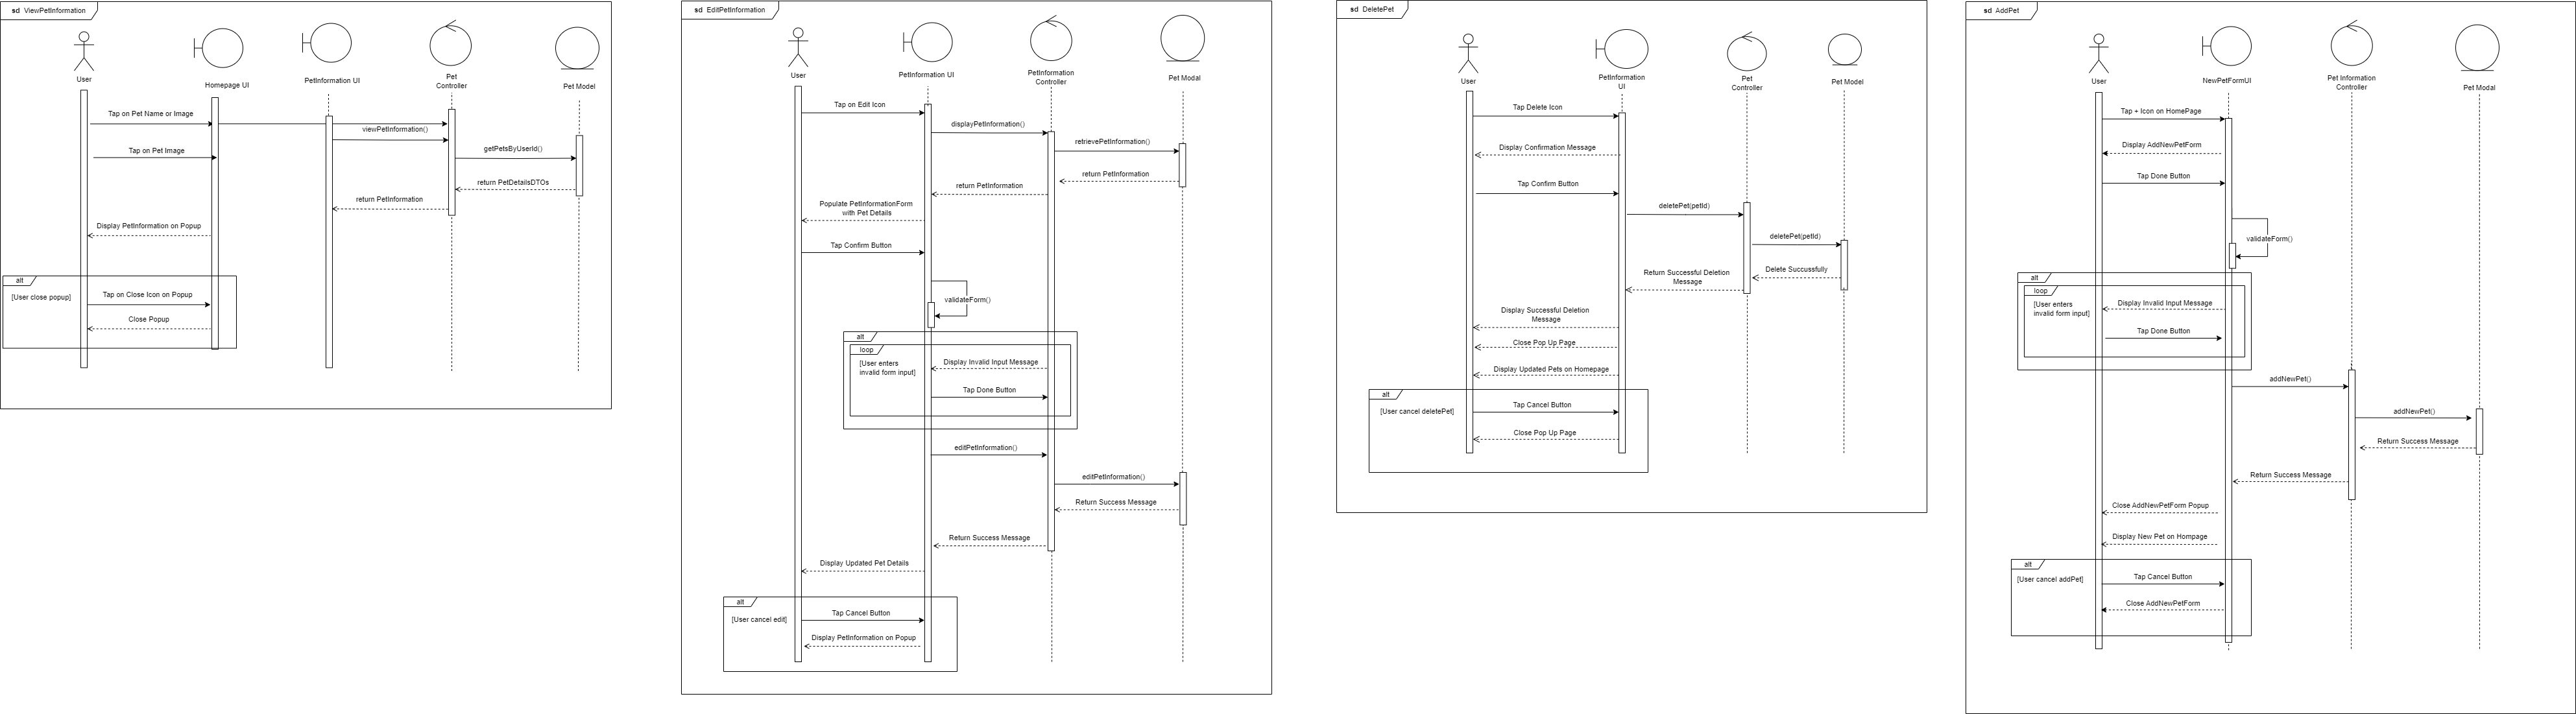 sd ViewPetInformation
User
Homepage UI
PetInformation UI
Pet
Controller
Pet Model
Tap on Pet Name or Image
viewPetInformation()
Tap on Pet Image
getPetsByUserId()
return PetDetailsDTOs
return PetInformation
Display PetInformation on Popup
alt
[User close popup]
Tap on Close Icon on Popup
Close Popup
sd EditPetInformation
User
PetInformation UI
PetInformation
Controller
Pet Modal
Tap on Edit Icon
displayPetInformation()
retrievePetInformation()
return PetInformation
return PetInformation
Populate PetInformationForm
with Pet Details
Tap Confirm Button
validateForm()
alt
loop
[User enters
invalid form input]
Display Invalid Input Message
Tap Done Button
editPetInformation()
editPetInformation()
Return Success Message
Return Success Message
Display Updated Pet Details
alt
[User cancel edit]
Tap Cancel Button
Display PetInformation on Popup
sd DeletePet
User
PetInformation
UI
Pet
Controller
Pet Model
Tap Delete Icon
Display Confirmation Message
Tap Confirm Button
deletePet(petId)
deletePet(petId)
Delete Succussfully
Return Successful Deletion
Message
Display Successful Deletion
Message
Close Pop Up Page
Display Updated Pets on Homepage
alt
[User cancel deletePet]
Tap Cancel Button
Close Pop Up Page
sd AddPet
User
NewPetFormUI
Pet Information
Controller
Pet Modal
Tap + Icon on HomePage
Display AddNewPetForm
Tap Done Button
validateForm()
alt
loop
[User enters
invalid form input]
Display Invalid Input Message
Tap Done Button
addNewPet()
addNewPet()
Return Success Message
Return Success Message
Close AddNewPetForm Popup
Display New Pet on Hompage
alt
[User cancel addPet]
Tap Cancel Button
Close AddNewPetForm